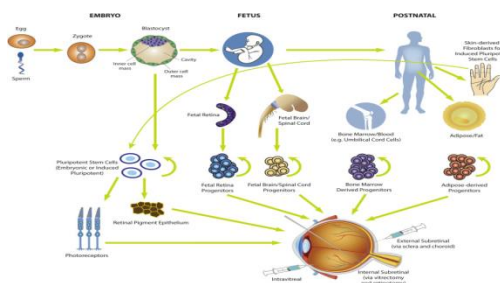 EMBRYO
FETUS
POSTNATAL
Egg
Sperm
Zygote
Blastocyst
Inner cell
mass
Cavity
Outer cell
mass
Skin-derived
Fibroblasts for
Induced Pluripotent
Stem Cells
Fetal Retina
Fetal Brain/
Spinal Cord
Bone Marrow/Blood
(e.g. Umbilical Cord Cells)
Adipose/Fat
Pluripotent Stem Cells
(Embryonic or Induced
Pluripotent)
Fetal Retina
Progenitors
Fetal Brain/Spinal Cord
Progenitors
Bone Marrow
Derived Progenitors
Adipose-derived
Progenitors
Retinal Pigment Epithelium
Photoreceptors
External Subretinal
(via sclera and choroid)
Intravitreal
Internal Subretinal
(via vitrectomy